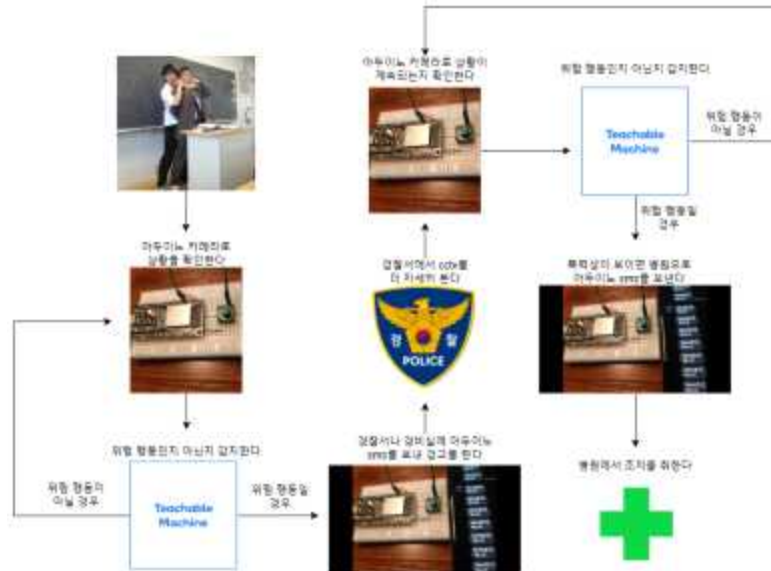 아두이노 카메라로
상황을 확인한다
위험 행동인지 아닌지 감지한다
Teachable
Machine
위험 행동이
아닐 경우
위험 행동일
경우
경찰서나 경비실에 아두이노
sms를 보내 경고를 한다
경찰서에서 cctv를
더 자세히 본다
경 찰
POLICE
아두이노 카메라로 상황이
계속되는지 확인한다
위험 행동인지 아닌지 감지한다
Teachable
Machine
위험 행동이
아닐 경우
위험 행동일
경우
폭력성이 보이면 병원으로
아두이노 sms를 보낸다
병원에서 조치를 취한다